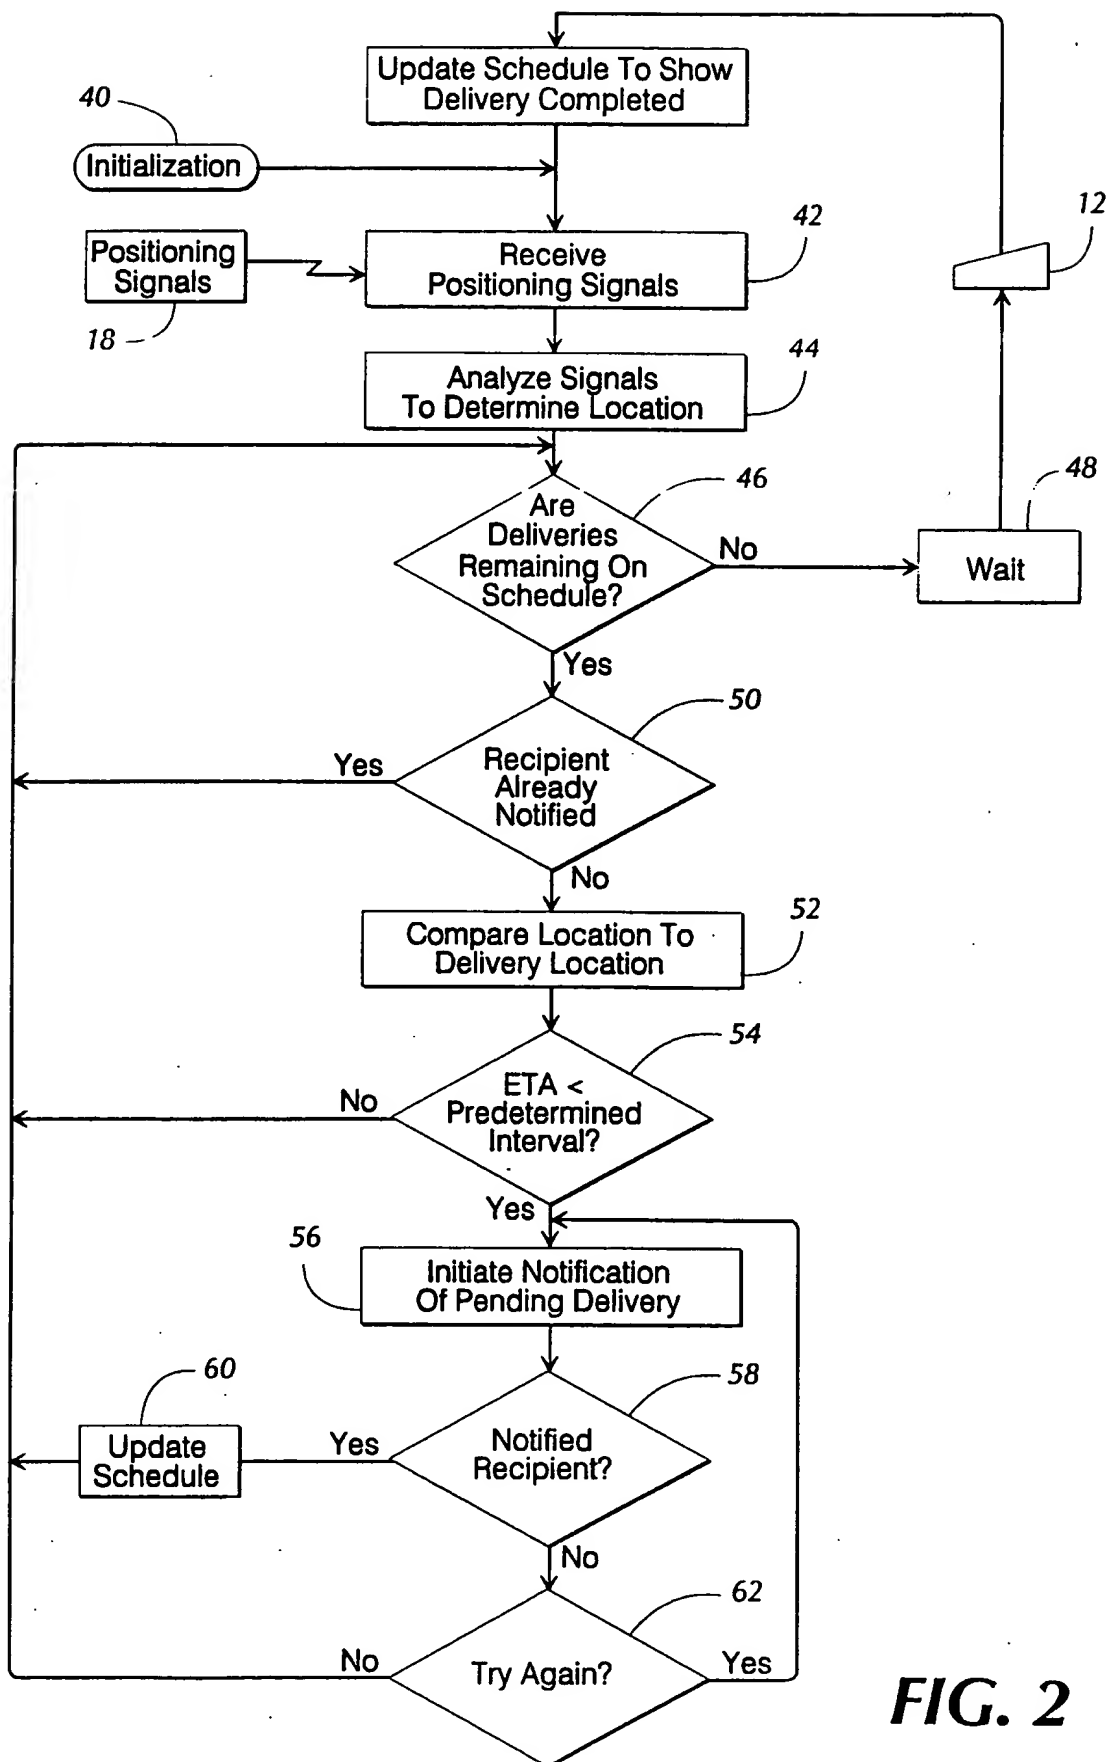 Update Schedule To Show
Delivery Completed
40
Initialization
12
42
Positioning
Signals
Receive
Positioning Signals
18
44
Analyze Signals
To Determine Location
46
48
Are
Deliveries
Remaining On
Schedule?
No
Wait
Yes
50
Yes
Recipient
Already
Notified
No
52
Compare Location To
Delivery Location
54
No
ETA <
Predetermined
Interval?
Yes
56
Initiate Notification
Of Pending Delivery
60
58
Update
Schedule
Yes
Notified
Recipient?
No
62
No
Try Again?
Yes
FIG. 2